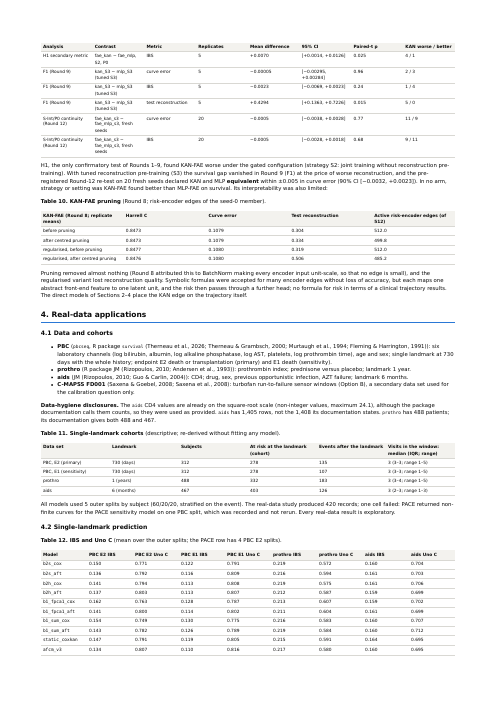 Analysis Contrast Metric Replicates Mean difference 95% CI Paired-t p KAN worse / better
H1 secondary metric fae_kan − fae_mlp, S2, P0 IBS 5 +0.0070 [+0.0014, +0.0126] 0.025 4 / 1
F1 (Round 9) kan_S3 − mlp_S3 (tuned S3) curve error 5 −0.00005 [−0.00295, +0.00284] 0.96 2 / 3
F1 (Round 9) kan_S3 − mlp_S3 (tuned S3) IBS 5 −0.0023 [−0.0069, +0.0023] 0.24 1 / 4
F1 (Round 9) kan_S3 − mlp_S3 (tuned S3) test reconstruction 5 +0.4294 [+0.1363, +0.7226] 0.015 5 / 0
S-rst/P0 continuity (Round 12) fae_kan_s3 − fae_mlp_s3, fresh seeds curve error 20 −0.0005 [−0.0038, +0.0028] 0.77 11 / 9
S-rst/P0 continuity (Round 12) fae_kan_s3 − fae_mlp_s3, fresh seeds IBS 20 −0.0005 [−0.0028, +0.0018] 0.68 9 / 11
H1, the only confirmatory test of Rounds 1–9, found KAN-FAE worse under the gated configuration (strategy S2: joint training without reconstruction pre-
training). With tuned reconstruction pre-training (S3) the survival gap vanished in Round 9 (F1) at the price of worse reconstruction, and the pre-
registered Round-12 re-test on 20 fresh seeds declared KAN and MLP equivalent within ±0.005 in curve error (90% CI [−0.0032, +0.0023]). In no arm,
strategy or setting was KAN-FAE found better than MLP-FAE on survival. Its interpretability was also limited:
Table 10. KAN-FAE pruning (Round 8; risk-encoder edges of the seed-0 member).
KAN-FAE (Round 8; replicate means) Harrell C Curve error Test reconstruction Active risk-encoder edges (of 512)
before pruning 0.8473 0.1079 0.304 512.0
after centred pruning 0.8473 0.1079 0.334 499.8
regularised, before pruning 0.8477 0.1080 0.319 512.0
regularised, after centred pruning 0.8476 0.1080 0.506 485.2
Pruning removed almost nothing (Round 8 attributed this to BatchNorm making every encoder input unit-scale, so that no edge is small), and the
regularised variant lost reconstruction quality. Symbolic formulas were accepted for many encoder edges without loss of accuracy, but each maps one
abstract front-end feature to one latent unit, and the risk then passes through a further head; no formula for risk in terms of a clinical trajectory results.
The direct models of Sections 2–4 place the KAN edge on the trajectory itself.
4. Real-data applications
4.1 Data and cohorts
• PBC (pbcseq, R package survival (Therneau et al., 2026; Therneau & Grambsch, 2000; Murtaugh et al., 1994; Fleming & Harrington, 1991)): six
laboratory channels (log bilirubin, albumin, log alkaline phosphatase, log AST, platelets, log prothrombin time), age and sex; single landmark at 730
days with the whole history; endpoint E2 death or transplantation (primary) and E1 death (sensitivity).
• prothro (R package JM (Rizopoulos, 2010; Andersen et al., 1993)): prothrombin index; prednisone versus placebo; landmark 1 year.
• aids (JM (Rizopoulos, 2010; Guo & Carlin, 2004)): CD4; drug, sex, previous opportunistic infection, AZT failure; landmark 6 months.
• C-MAPSS FD001 (Saxena & Goebel, 2008; Saxena et al., 2008): turbofan run-to-failure sensor windows (Option B), a secondary data set used for
the calibration question only.
Data-hygiene disclosures. The aids CD4 values are already on the square-root scale (non-integer values, maximum 24.1), although the package
documentation calls them counts, so they were used as provided. aids has 1,405 rows, not the 1,408 its documentation states. prothro has 488 patients;
its documentation gives both 488 and 467.
Table 11. Single-landmark cohorts (descriptive; re-derived without fitting any model).
Data set Landmark Subjects At risk at the landmark (cohort) Events after the landmark Visits in the window: median (IQR; range)
PBC, E2 (primary) 730 (days) 312 278 135 3 (3–3; range 1–5)
PBC, E1 (sensitivity) 730 (days) 312 278 107 3 (3–3; range 1–5)
prothro 1 (years) 488 332 183 3 (3–4; range 1–5)
aids 6 (months) 467 403 126 3 (2–3; range 1–3)
All models used 5 outer splits by subject (60/20/20, stratified on the event). The real-data study produced 420 records; one cell failed: PACE returned non-
finite curves for the PACE sensitivity model on one PBC split, which was recorded and not rerun. Every real-data result is exploratory.
4.2 Single-landmark prediction
Table 12. IBS and Uno C (mean over the outer splits; the PACE row has 4 PBC E2 splits).
Model PBC E2 IBS PBC E2 Uno C PBC E1 IBS PBC E1 Uno C prothro IBS prothro Uno C aids IBS aids Uno C
b2s_cox 0.150 0.771 0.122 0.791 0.219 0.572 0.160 0.704
b2s_aft 0.136 0.792 0.116 0.809 0.216 0.594 0.161 0.703
b2h_cox 0.141 0.794 0.113 0.808 0.219 0.575 0.161 0.706
b2h_aft 0.137 0.803 0.113 0.807 0.212 0.587 0.159 0.699
b1_fpca1_cox 0.162 0.763 0.128 0.787 0.213 0.607 0.159 0.702
b1_fpca1_aft 0.141 0.800 0.114 0.802 0.211 0.604 0.161 0.699
b1_sum_cox 0.154 0.749 0.130 0.775 0.216 0.583 0.160 0.707
b1_sum_aft 0.143 0.782 0.126 0.789 0.219 0.583 0.158 0.712
static_coxkan 0.147 0.791 0.119 0.805 0.215 0.591 0.164 0.695
afcm_v3 0.134 0.807 0.110 0.816 0.217 0.580 0.160 0.695